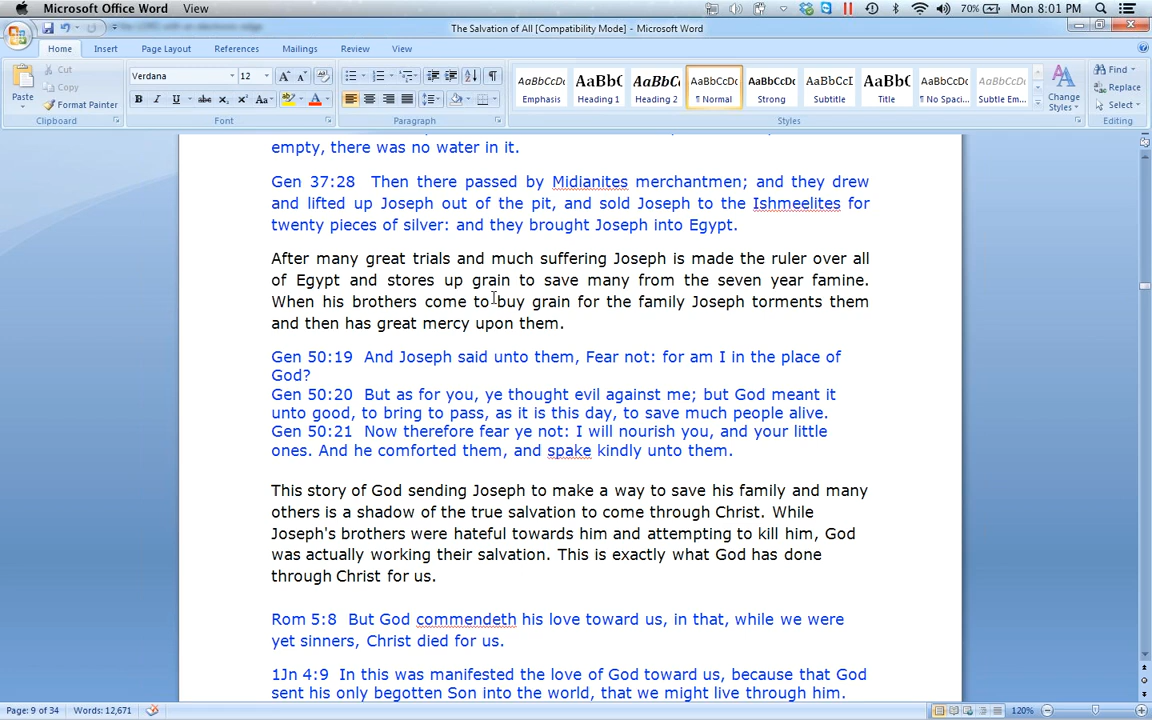 Microsoft Office Word View
70% Mon 8:01 PM
The Salvation of All [Compatibility Mode] - Microsoft Word
Home Insert Page Layout References Mailings Review View
Paste
Cut
Copy
Format Painter
Clipboard
Verdana 12
Font
Paragraph
AaBbCcDc AaBb( AaBbCc AaBbCcDc AaBbCcDc AaBbCcI AaBb( AaBbCcDc AaBbCcDc
Emphasis Heading 1 Heading 2 ¶ Normal Strong Subtitle Title ¶ No Spaci... Subtle Em...
Change Styles
Styles
Find
Replace
Select
Editing
empty, there was no water in it.
Gen 37:28 Then there passed by Midianites merchantmen; and they drew
and lifted up Joseph out of the pit, and sold Joseph to the Ishmeelites for
twenty pieces of silver: and they brought Joseph into Egypt.
After many great trials and much suffering Joseph is made the ruler over all
of Egypt and stores up grain to save many from the seven year famine.
When his brothers come to buy grain for the family Joseph torments them
and then has great mercy upon them.
Gen 50:19 And Joseph said unto them, Fear not: for am I in the place of
God?
Gen 50:20 But as for you, ye thought evil against me; but God meant it
unto good, to bring to pass, as it is this day, to save much people alive.
Gen 50:21 Now therefore fear ye not: I will nourish you, and your little
ones. And he comforted them, and spake kindly unto them.
This story of God sending Joseph to make a way to save his family and many
others is a shadow of the true salvation to come through Christ. While
Joseph's brothers were hateful towards him and attempting to kill him, God
was actually working their salvation. This is exactly what God has done
through Christ for us.
Rom 5:8 But God commendeth his love toward us, in that, while we were
yet sinners, Christ died for us.
1Jn 4:9 In this was manifested the love of God toward us, because that God
sent his only begotten Son into the world, that we might live through him.
Page: 9 of 34 Words: 12,671 120%